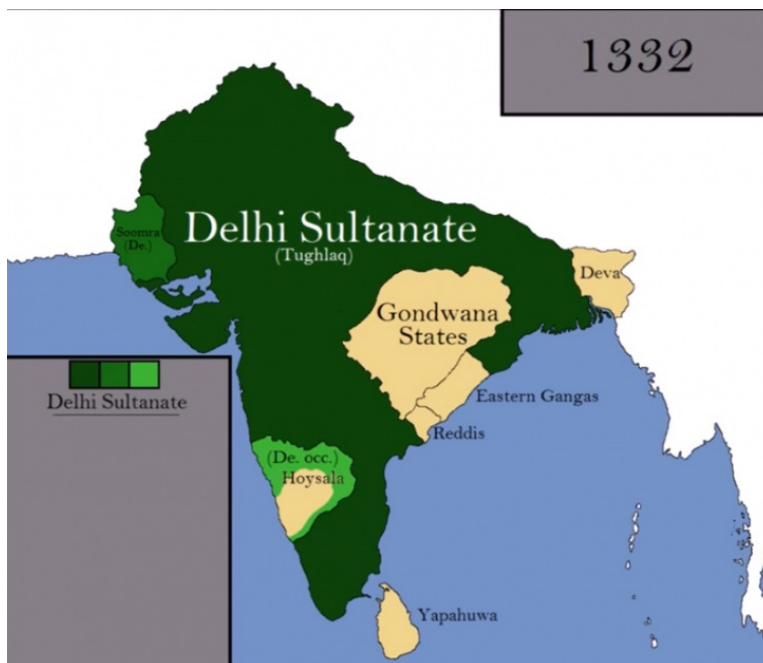 1332
Delhi Sultanate
(Tughlaq)
Soomra
(De.)
Deva
Gondwana
States
Eastern Gangas
Reddis
Delhi Sultanate
(De. occ.)
Hoysala
Yapahuwa